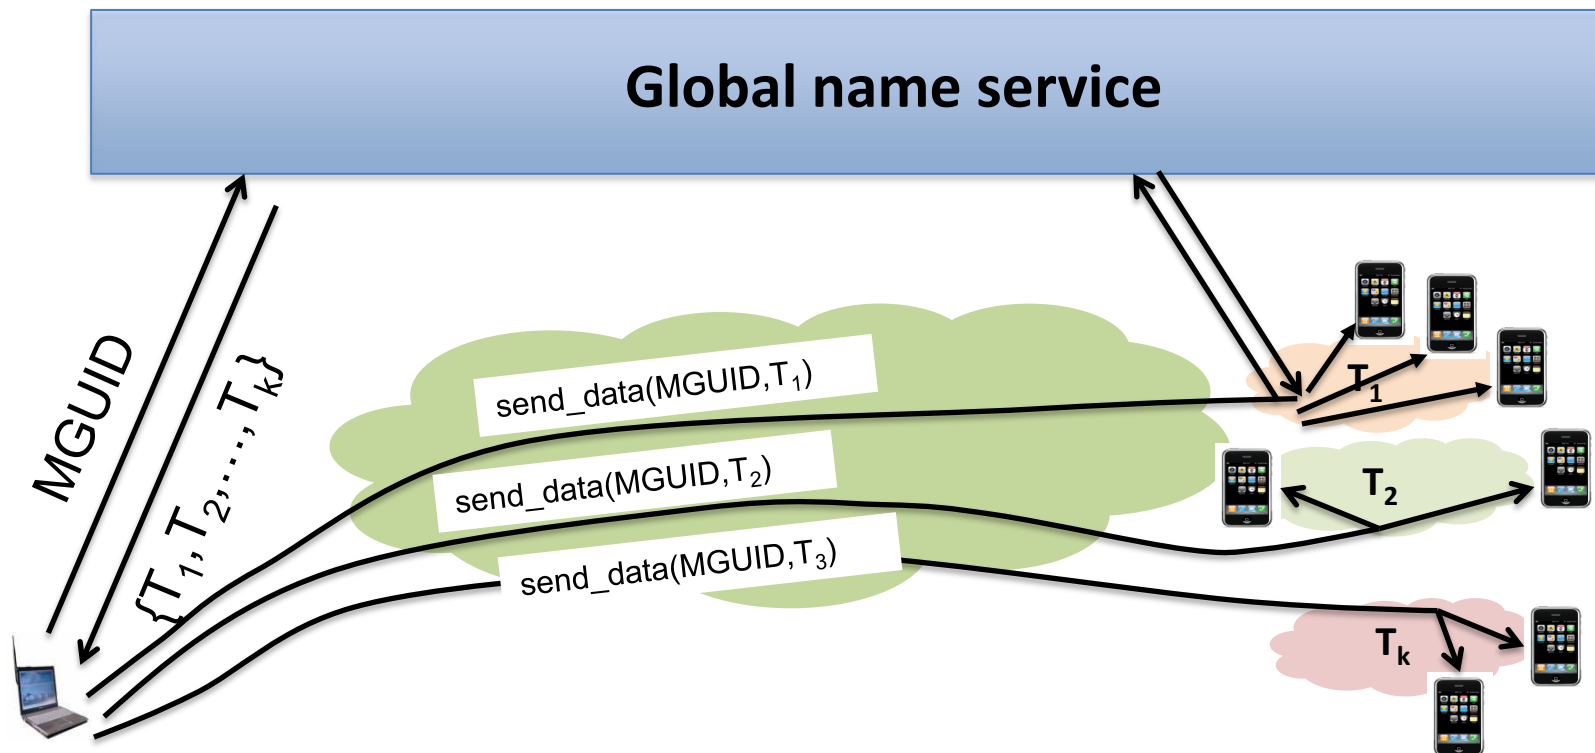 Global name service
MGUID
{T₁,T₂,...,Tₖ}
send_data(MGUID,T₁)
send_data(MGUID,T₂)
send_data(MGUID,T₃)
T₁
T₂
Tₖ